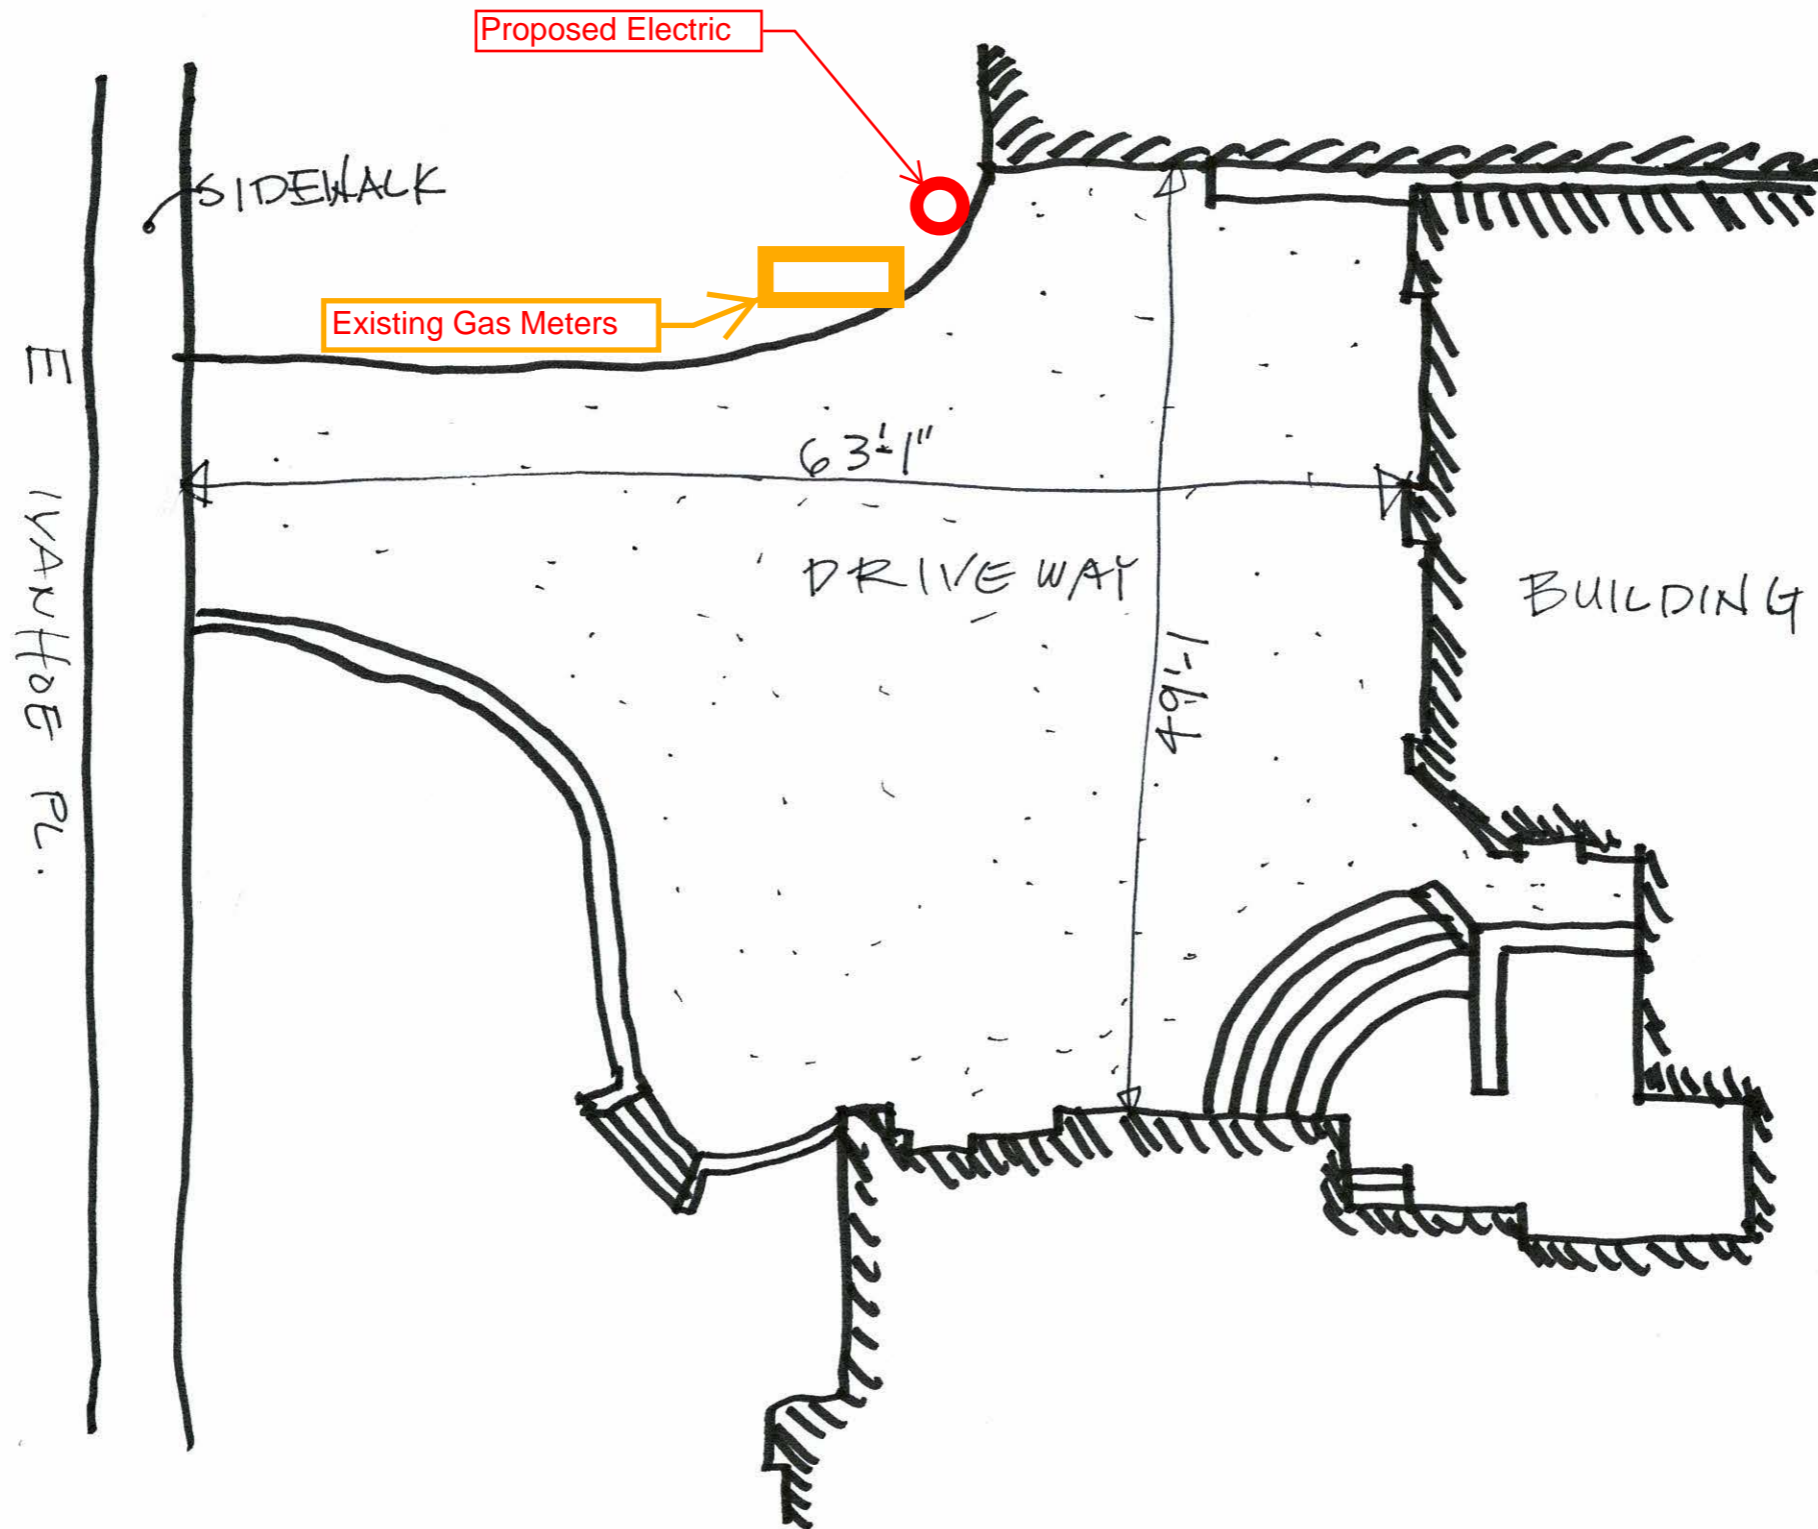 Proposed Electric
SIDEWALK
Existing Gas Meters
E IVANHOE PL.
63'-1"
DRIVEWAY
49'-1
BUILDING